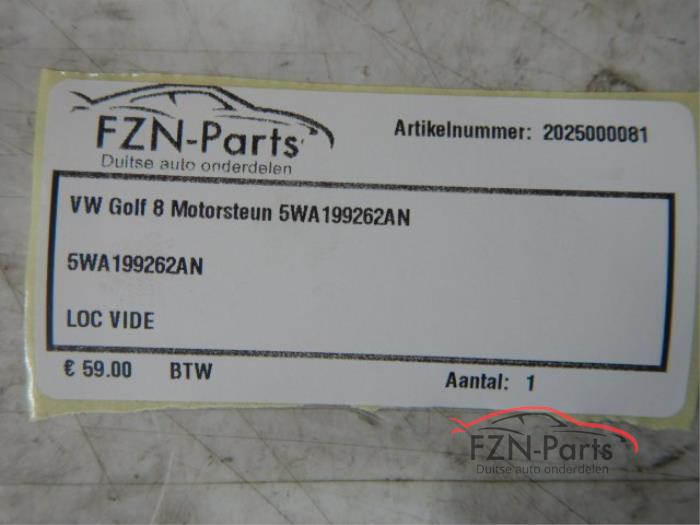 FZN-Parts
Duitse auto onderdelen
Artikelnummer: 2025000081
VW Golf 8 Motorsteun 5WA199262AN
5WA199262AN
LOC VIDE
€ 59.00 BTW
Aantal: 1
FZN-Parts
Duitse auto onderdelen